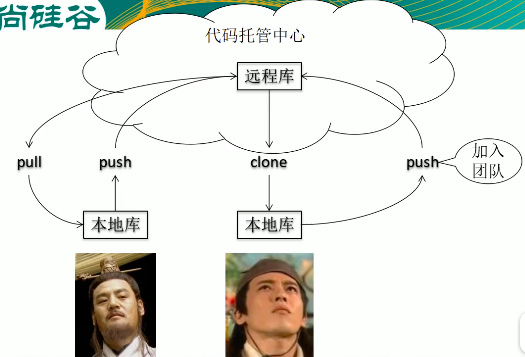 尚硅谷
代码托管中心
远程库
pull
push
clone
push
加入
团队
本地库
本地库